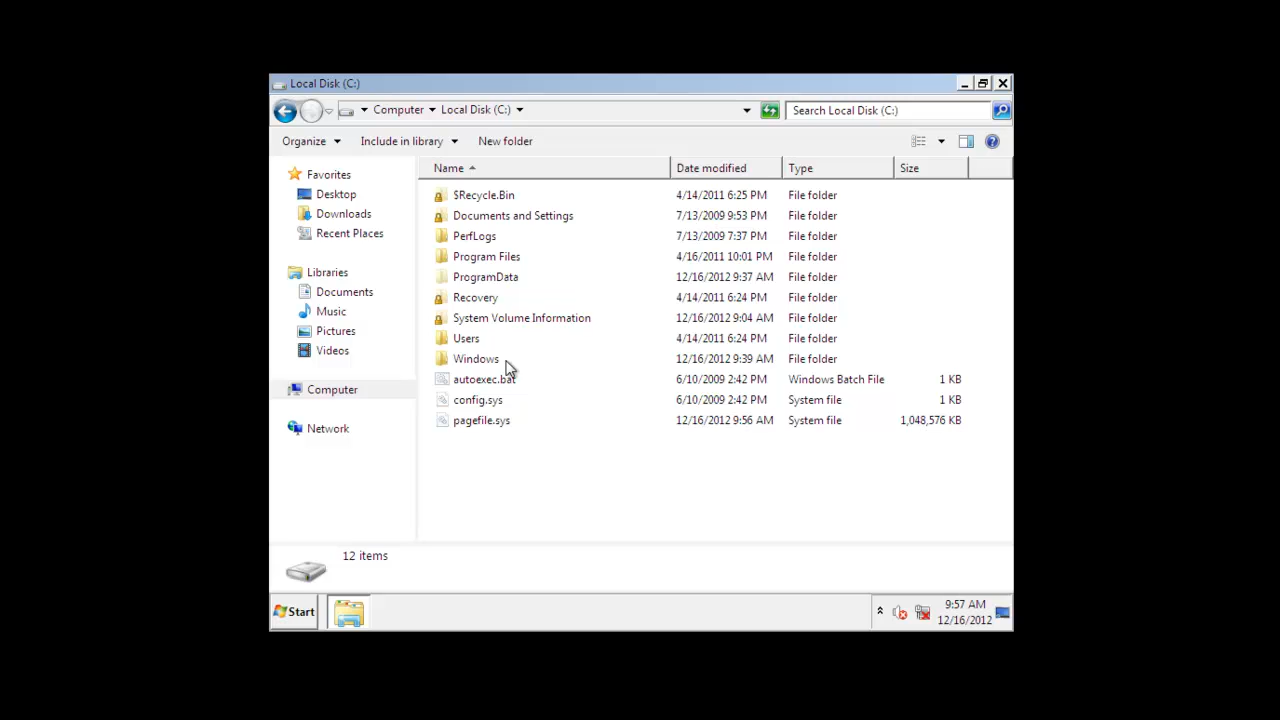 Local Disk (C:)
Computer Local Disk (C:) Search Local Disk (C:)
Organize Include in library New folder
Name Date modified Type Size
Favorites
Desktop
Downloads
Recent Places
Libraries
Documents
Music
Pictures
Videos
Computer
Network
$Recycle.Bin 4/14/2011 6:25 PM File folder
Documents and Settings 7/13/2009 9:53 PM File folder
PerfLogs 7/13/2009 7:37 PM File folder
Program Files 4/16/2011 10:01 PM File folder
ProgramData 12/16/2012 9:37 AM File folder
Recovery 4/14/2011 6:24 PM File folder
System Volume Information 12/16/2012 9:04 AM File folder
Users 4/14/2011 6:24 PM File folder
Windows 12/16/2012 9:39 AM File folder
autoexec.bat 6/10/2009 2:42 PM Windows Batch File 1 KB
config.sys 6/10/2009 2:42 PM System file 1 KB
pagefile.sys 12/16/2012 9:56 AM System file 1,048,576 KB
12 items
Start
9:57 AM
12/16/2012